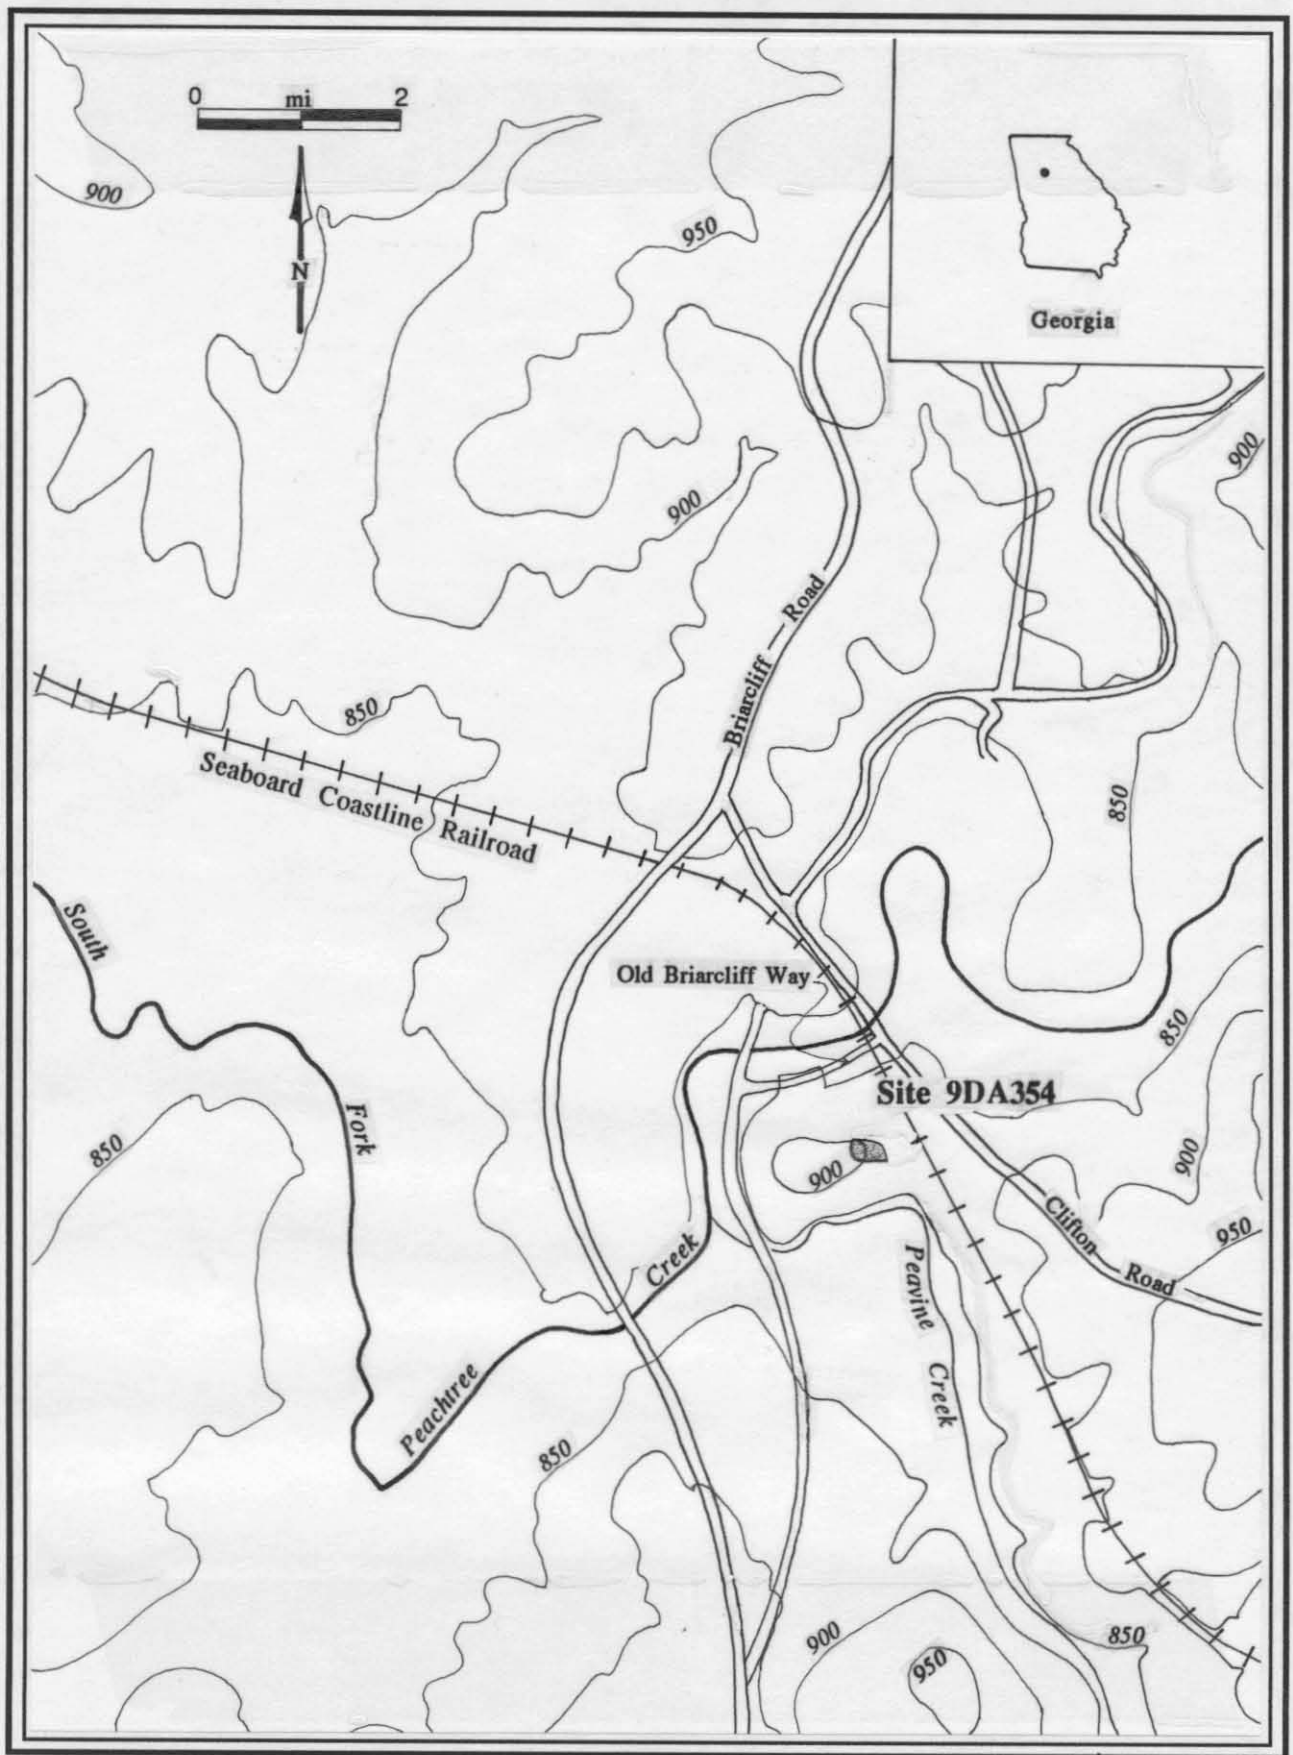 0 mi 2
900
N
950
Georgia
900
900
Briarcliff Road
850
Seaboard Coastline Railroad
850
South
Old Briarcliff Way
850
Site 9DA354
Fork
850
900
900
Clifton Road
950
Creek
Peavine Creek
Peachtree
850
900
850
950